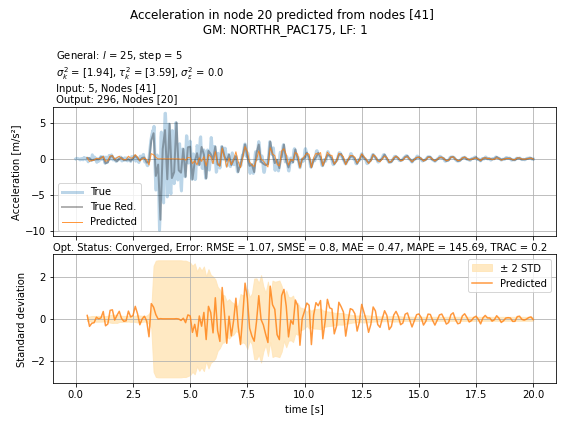 Acceleration in node 20 predicted from nodes [41]
GM: NORTHR_PAC175, LF: 1
General: l = 25, step = 5
σ²ₖ = [1.94], τ²ₖ = [3.59], σ²ε = 0.0
Input: 5, Nodes [41]
Output: 296, Nodes [20]
5
0
−5
−10
Acceleration [m/s²]
True
True Red.
Predicted
Opt. Status: Converged, Error: RMSE = 1.07, SMSE = 0.8, MAE = 0.47, MAPE = 145.69, TRAC = 0.2
2
0
−2
Standard deviation
± 2 STD
Predicted
0.0 2.5 5.0 7.5 10.0 12.5 15.0 17.5 20.0
time [s]